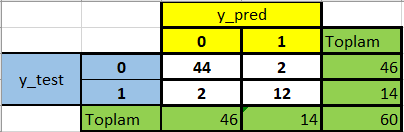 y_pred
0 1 Toplam
y_test 0 44 2 46
1 2 12 14
Toplam 46 14 60